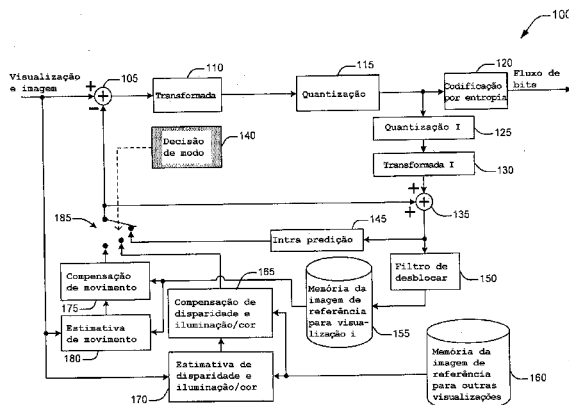 100
110
115
120
Visualização
e imagem
+
105
+
-
Transformada
Quantização
Codificação
por entropia
Fluxo de
bits
Decisão
de modo
140
Quantização I
125
Transformada I
130
+
+
135
185
145
Intra predição
165
Filtro de
desblocar
150
Compensação
de movimento
175
Compensação de
disparidade e
iluminação/cor
Memória da
imagem de
referência
para visua-
lização i
155
Estimativa
de movimento
180
Estimativa de
disparidade e
iluminação/cor
170
Memória da
imagem de
referência
para outras
visualizações
160